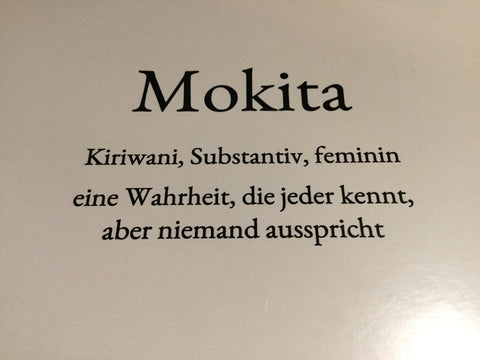 Mokita
Kiriwani, Substantiv, feminin
eine Wahrheit, die jeder kennt,
aber niemand ausspricht